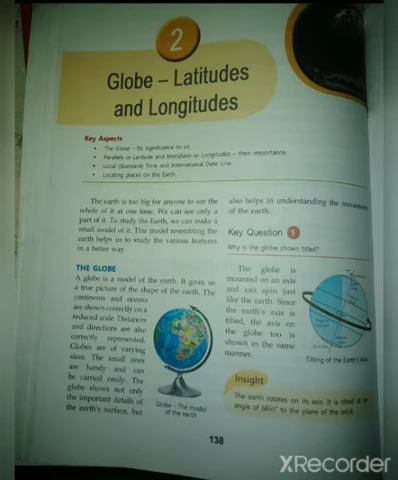 2
Globe – Latitudes
and Longitudes
Key Aspects
• The Globe – Its significance to us.
• Parallels or Latitude and Meridians or Longitudes – their importance.
• Local (Standard) Time and International Date Line.
• Locating places on the Earth.
The earth is too big for anyone to see the
whole of it at one time. We can see only a
part of it. To study the Earth, we can make a
small model of it. This model resembling the
earth helps us to study the various features
in a better way.
THE GLOBE
A globe is a model of the earth. It gives us
a true picture of the shape of the earth. The
continents and oceans
are shown correctly on a
reduced scale. Distances
and directions are also
correctly represented.
Globes are of varying
sizes. The small ones
are handy and can
be carried easily. The
globe shows not only
the important details of
the earth's surface, but
Globe – The model
of the earth
also helps in understanding the movements
of the earth.
Key Question 1
Why is the globe shown tilted?
The globe is
mounted on an axis
and can spin just
like the earth. Since
the earth's axis is
tilted, the axis on
the globe too is
shown in the same
manner.
Tilting of the Earth's Axis
Insight
The earth rotates on its axis. It is tilted at an
angle of 66½° to the plane of the orbit.
138
XRecorder